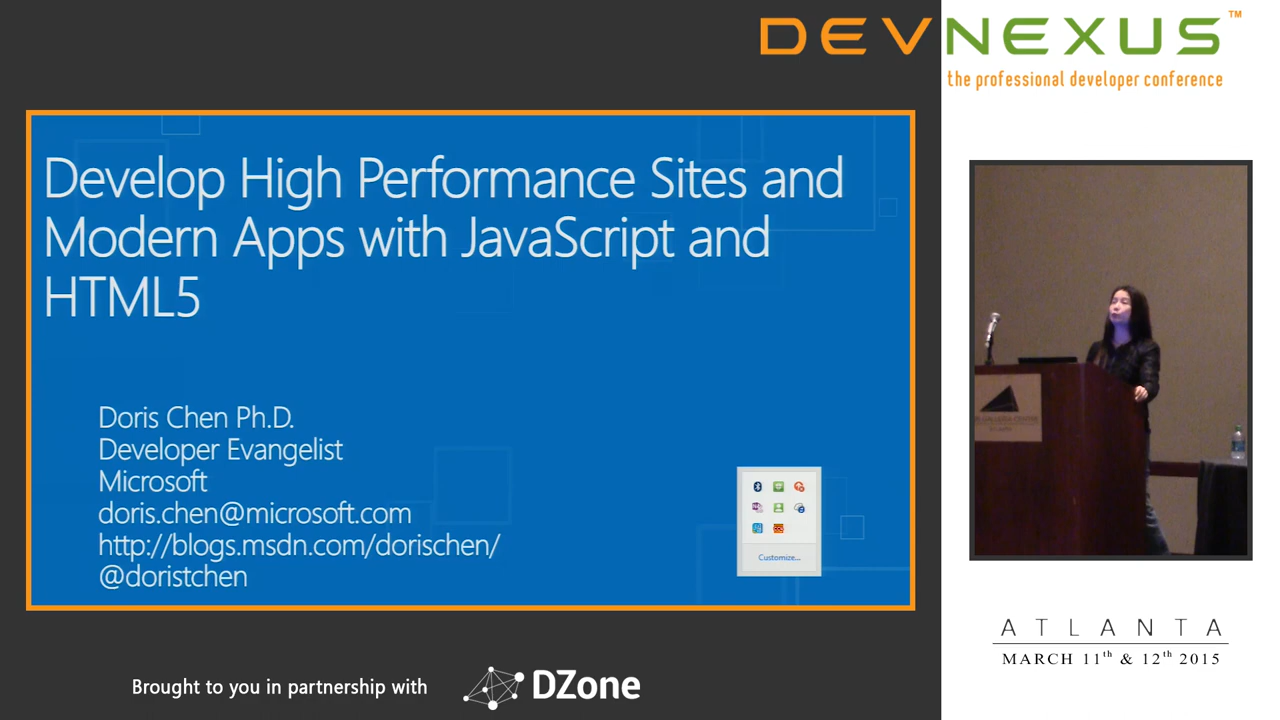 DEVNEXUS™
the professional developer conference
Develop High Performance Sites and
Modern Apps with JavaScript and
HTML5
Doris Chen Ph.D.
Developer Evangelist
Microsoft
doris.chen@microsoft.com
http://blogs.msdn.com/dorischen/
@doristchen
Customize...
ATLANTA
MARCH 11th & 12th 2015
Brought to you in partnership with
DZone